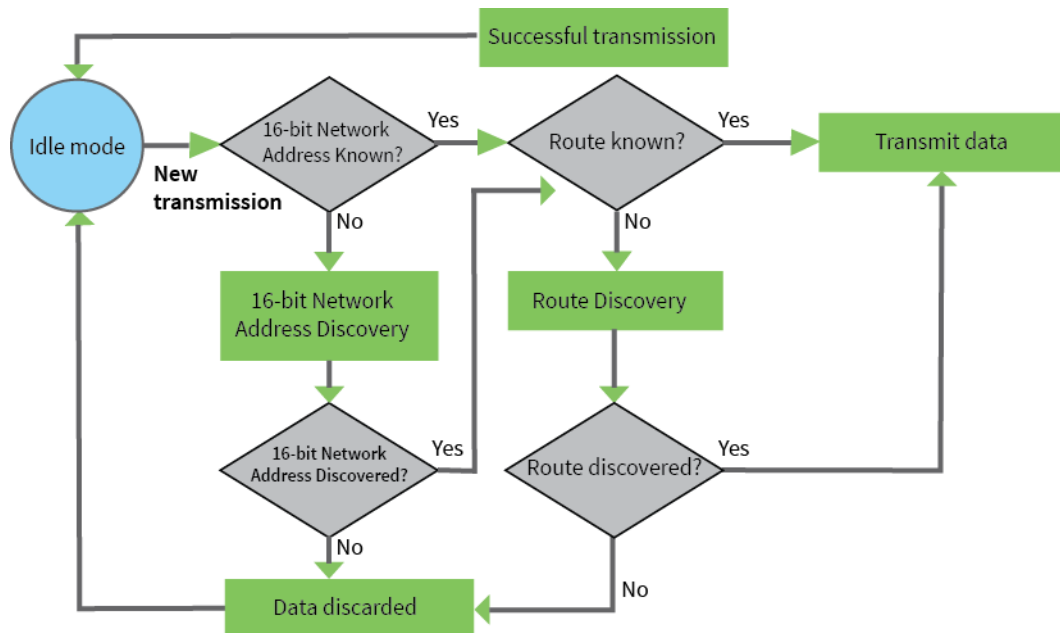 Successful transmission
Idle mode
New
transmission
16-bit Network
Address Known?
Yes
Route known?
Yes
Transmit data
No
No
16-bit Network
Address Discovery
Route Discovery
16-bit Network
Address Discovered?
Yes
Route discovered?
Yes
No
No
Data discarded